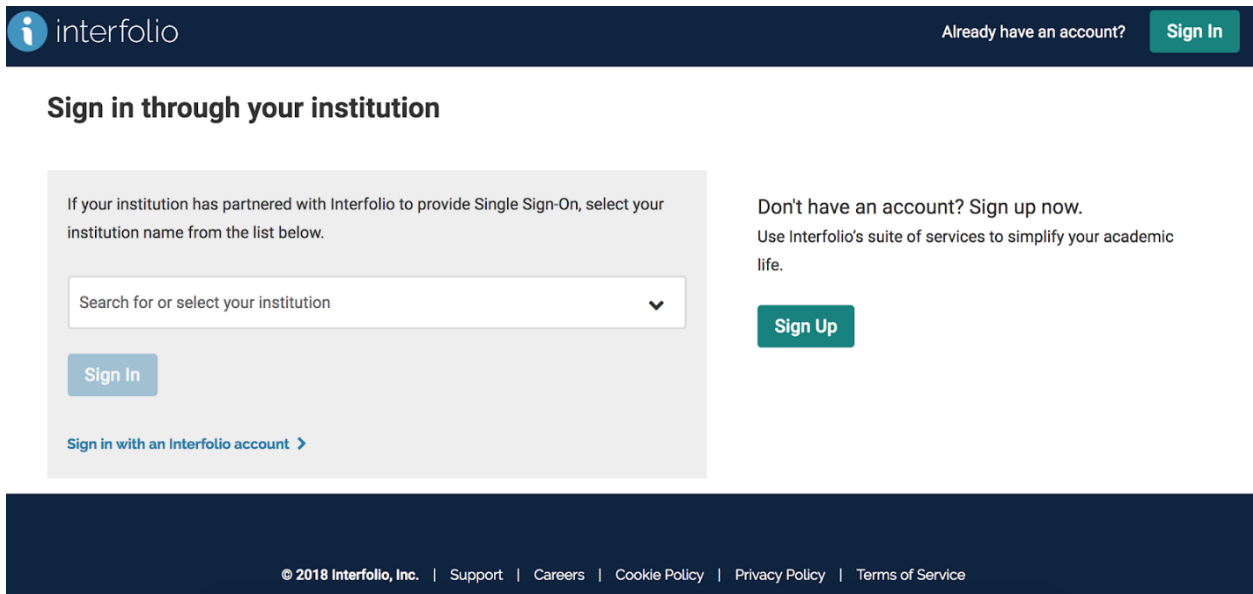 interfolio
Already have an account?
Sign In
Sign in through your institution
If your institution has partnered with Interfolio to provide Single Sign-On, select your
institution name from the list below.
Search for or select your institution
Sign In
Sign in with an Interfolio account
Don't have an account? Sign up now.
Use Interfolio’s suite of services to simplify your academic
life.
Sign Up
© 2018 Interfolio, Inc. | Support | Careers | Cookie Policy | Privacy Policy | Terms of Service